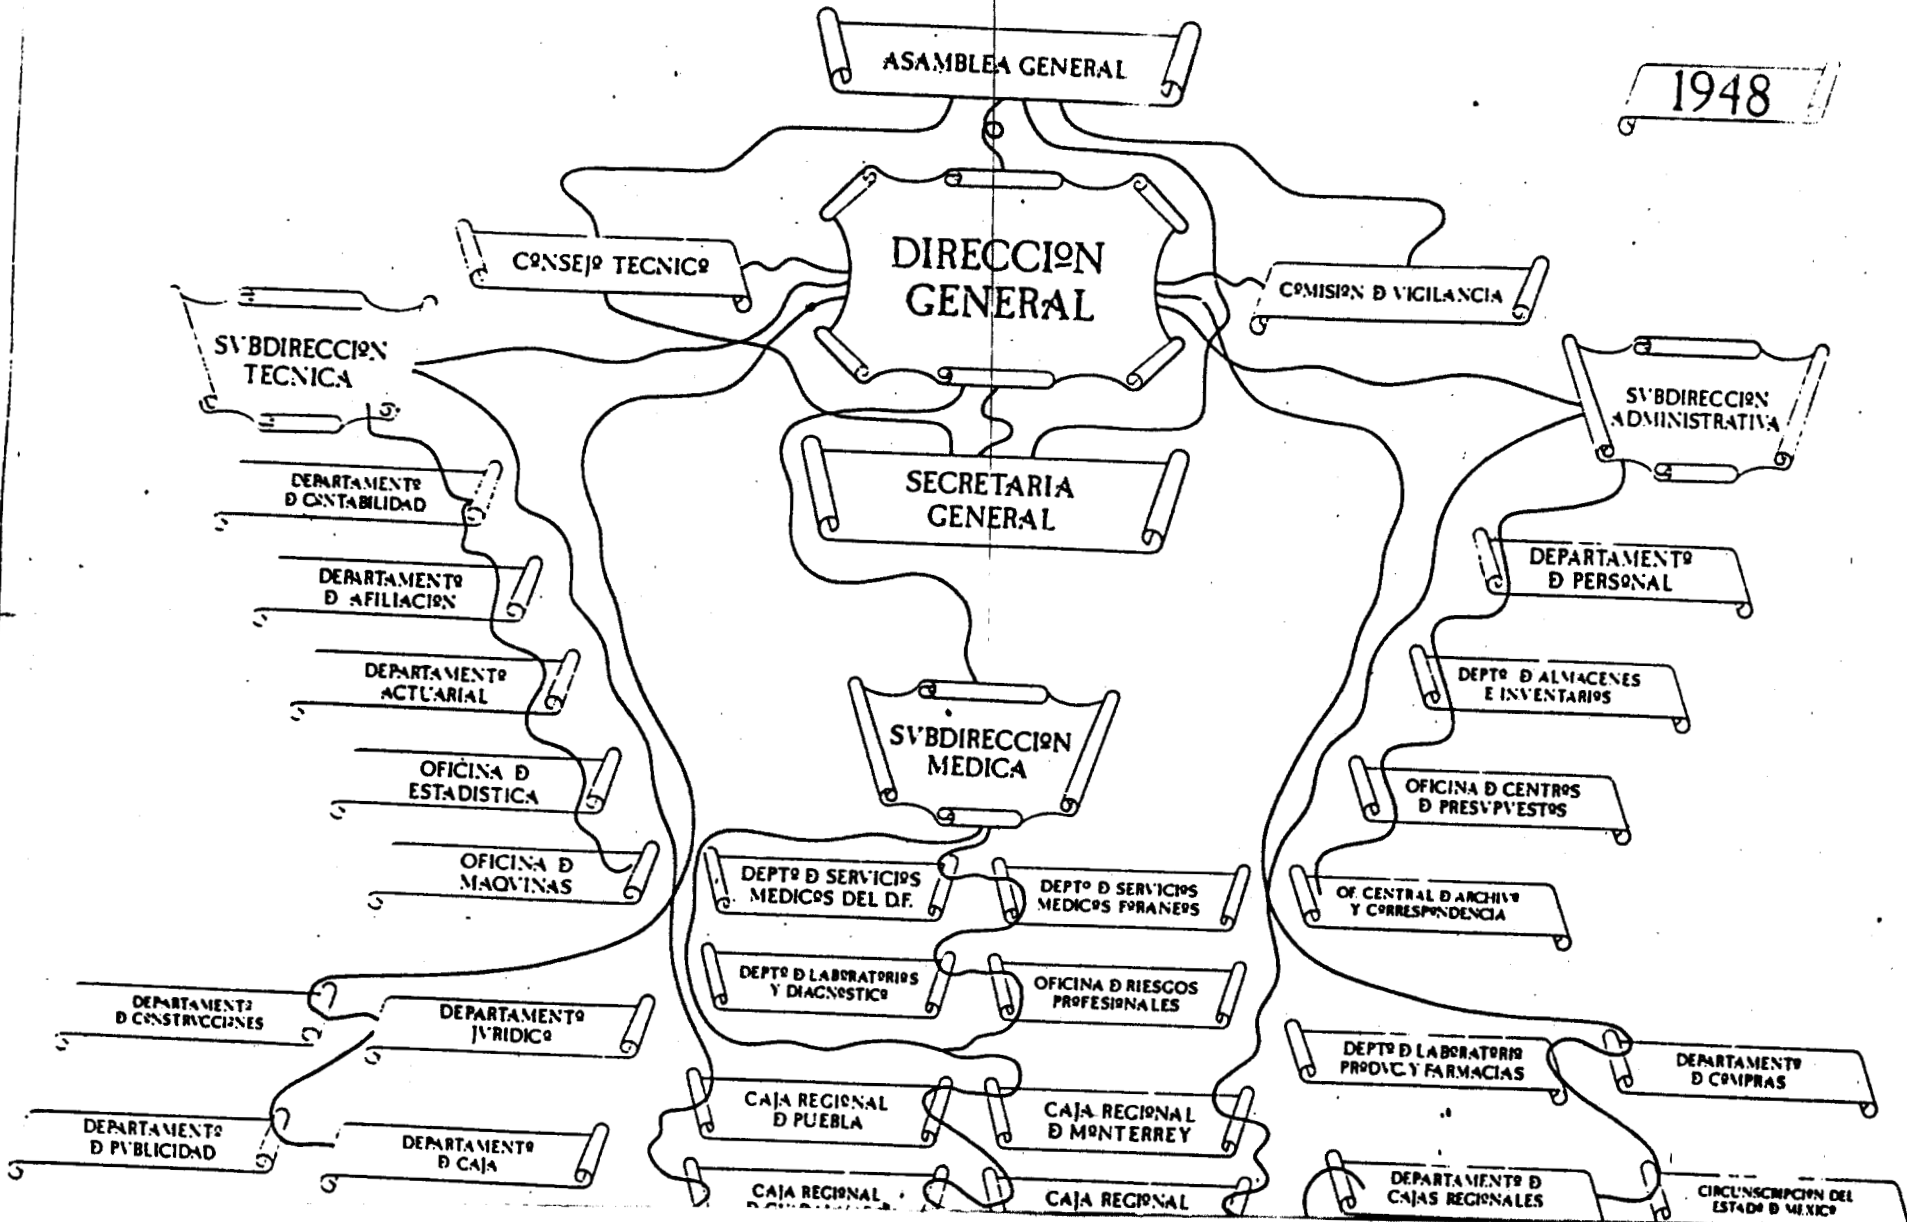 ASAMBLEA GENERAL
1948
DIRECCION
GENERAL
CONSEJO TECNICO
COMISION D VIGILANCIA
SVBDIRECCION
TECNICA
SVBDIRECCION
ADMINISTRATIVA
SECRETARIA
GENERAL
DEPARTAMENTO
D CONTABILIDAD
DEPARTAMENTO
D PERSONAL
DEPARTAMENTO
D AFILIACION
DEPARTAMENTO
ACTUARIAL
DEPTO D ALMACENES
E INVENTARIOS
SVBDIRECCION
MEDICA
OFICINA D
ESTADISTICA
OFICINA D CENTROS
D PRESVPVESTOS
OFICINA D
MAQVINAS
DEPTO D SERVICIOS
MEDICOS DEL D.F.
DEPTO D SERVICIOS
MEDICOS FORANEOS
OF. CENTRAL D ARCHIVO
Y CORRESPONDENCIA
DEPTO D LABORATORIOS
Y DIAGNOSTICO
OFICINA D RIESGOS
PROFESIONALES
DEPARTAMENTO
D CONSTRVCCIONES
DEPARTAMENTO
JVRIDICO
DEPTO D LABORATORIO
PRODVC. Y FARMACIAS
DEPARTAMENTO
D COMPRAS
CAJA REGIONAL
D PUEBLA
CAJA REGIONAL
D MONTERREY
DEPARTAMENTO
D PVBLICIDAD
DEPARTAMENTO
D CAJA
CAJA REGIONAL
CAJA REGIONAL
DEPARTAMENTO D
CAJAS REGIONALES
CIRCUNSCRIPCION DEL
ESTADO D MEXICO